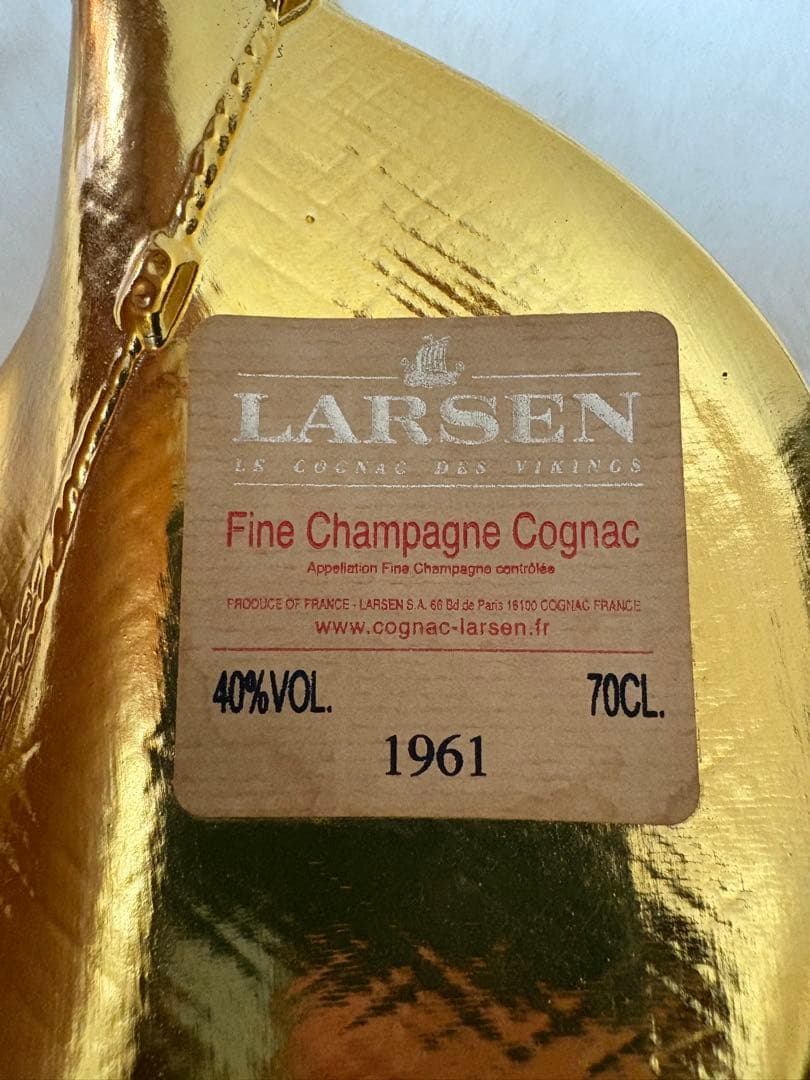 LARSEN
LE COGNAC DES VIKINGS
Fine Champagne Cognac
Appellation Fine Champagne contrôlée
PRODUCE OF FRANCE - LARSEN S.A. 66 Bd de Paris 16100 COGNAC FRANCE
www.cognac-larsen.fr
40%VOL. 70CL.
1961